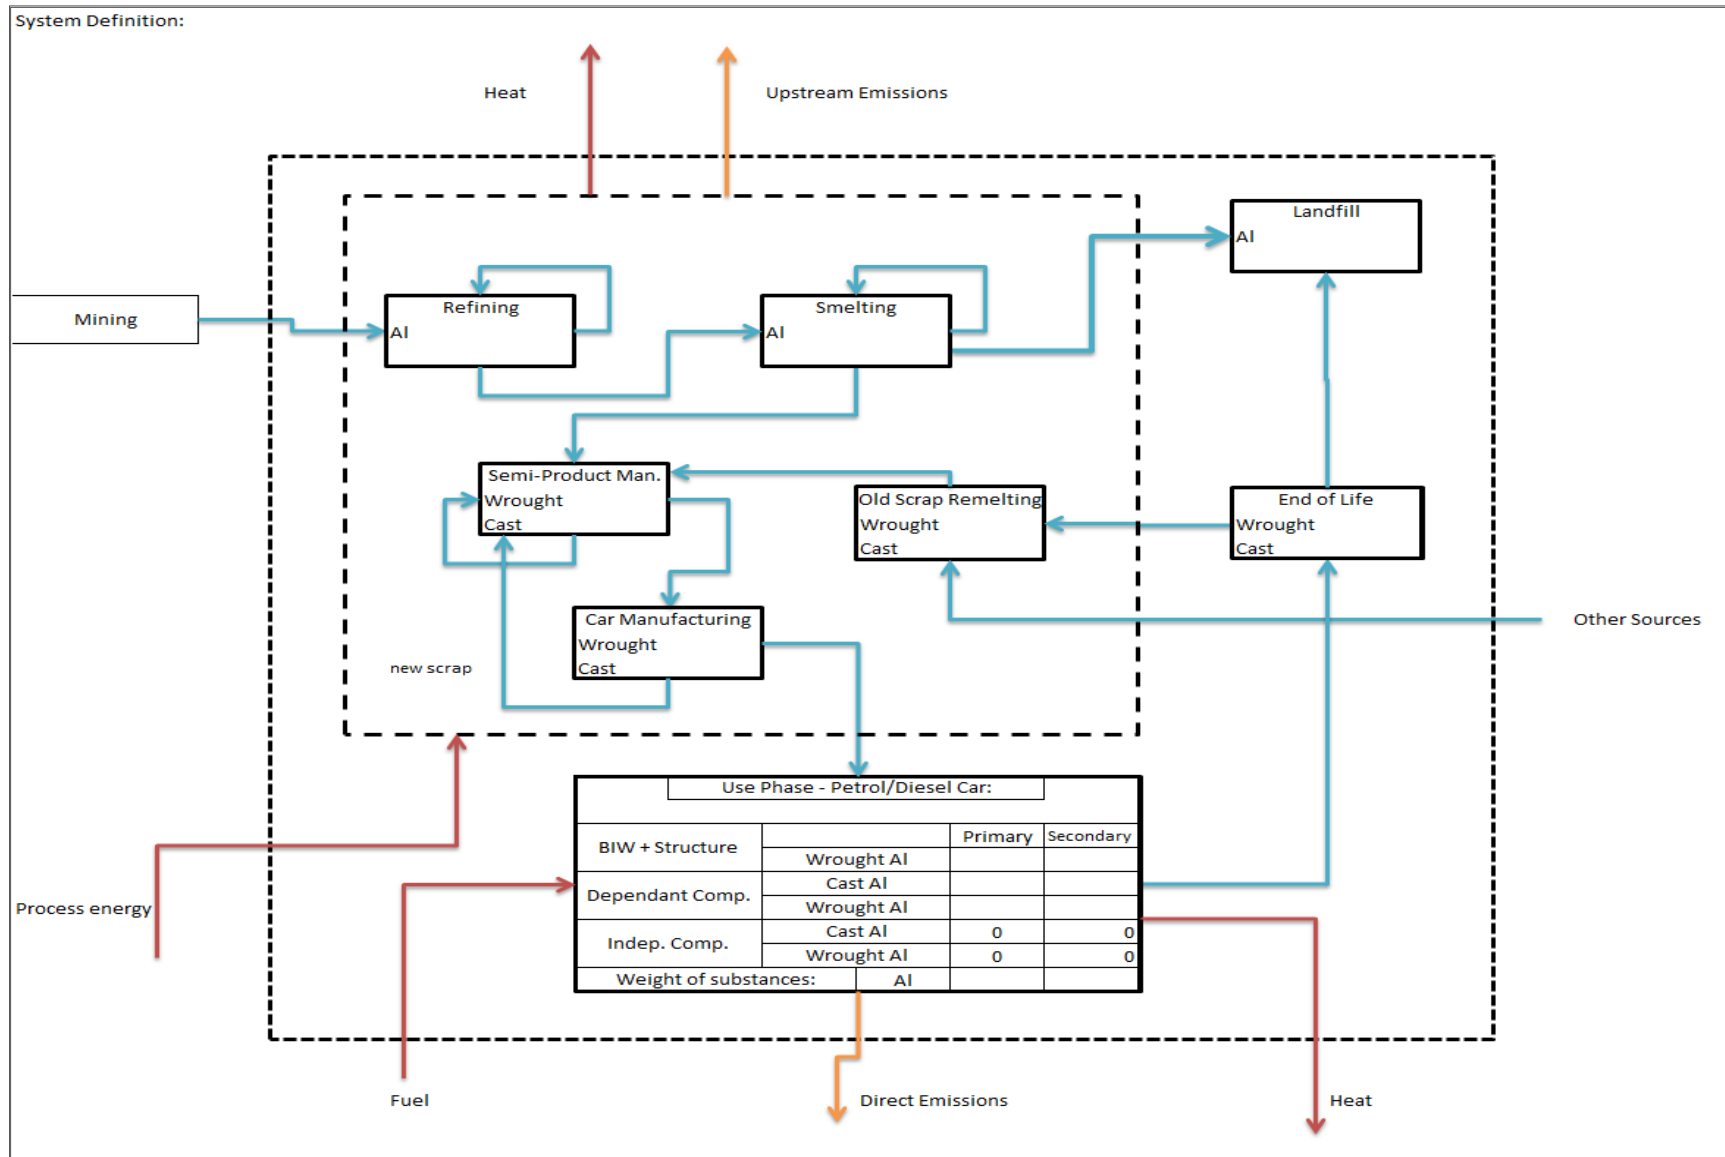 System Definition:
Heat
Upstream Emissions
Landfill
Al
Mining
Refining
Al
Smelting
Al
Semi-Product Man.
Wrought
Cast
Old Scrap Remelting
Wrought
Cast
End of Life
Wrought
Cast
Car Manufacturing
Wrought
Cast
Other Sources
new scrap
Use Phase - Petrol/Diesel Car:
Primary Secondary
BIW + Structure
Wrought Al
Dependant Comp.
Cast Al
Wrought Al
Indep. Comp.
Cast Al 0 0
Wrought Al 0 0
Weight of substances: Al
Process energy
Fuel
Direct Emissions
Heat